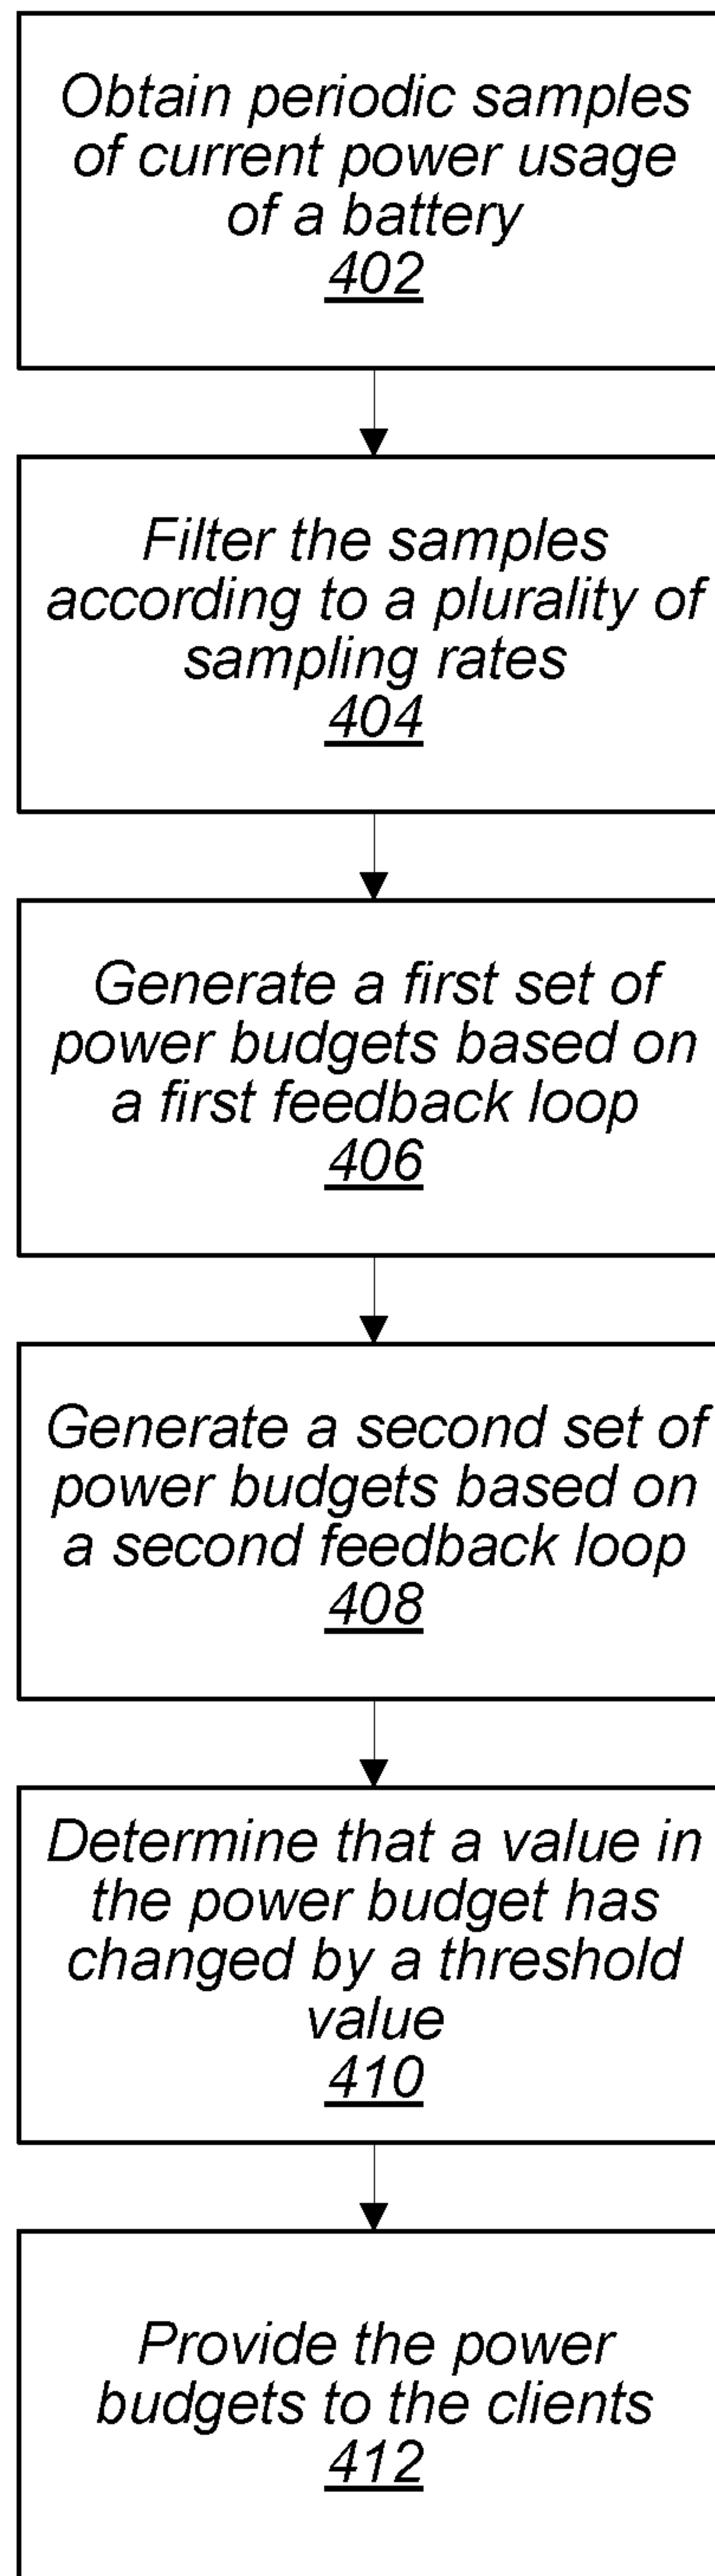 Obtain periodic samples
of current power usage
of a battery
402
Filter the samples
according to a plurality of
sampling rates
404
Generate a first set of
power budgets based on
a first feedback loop
406
Generate a second set of
power budgets based on
a second feedback loop
408
Determine that a value in
the power budget has
changed by a threshold
value
410
Provide the power
budgets to the clients
412